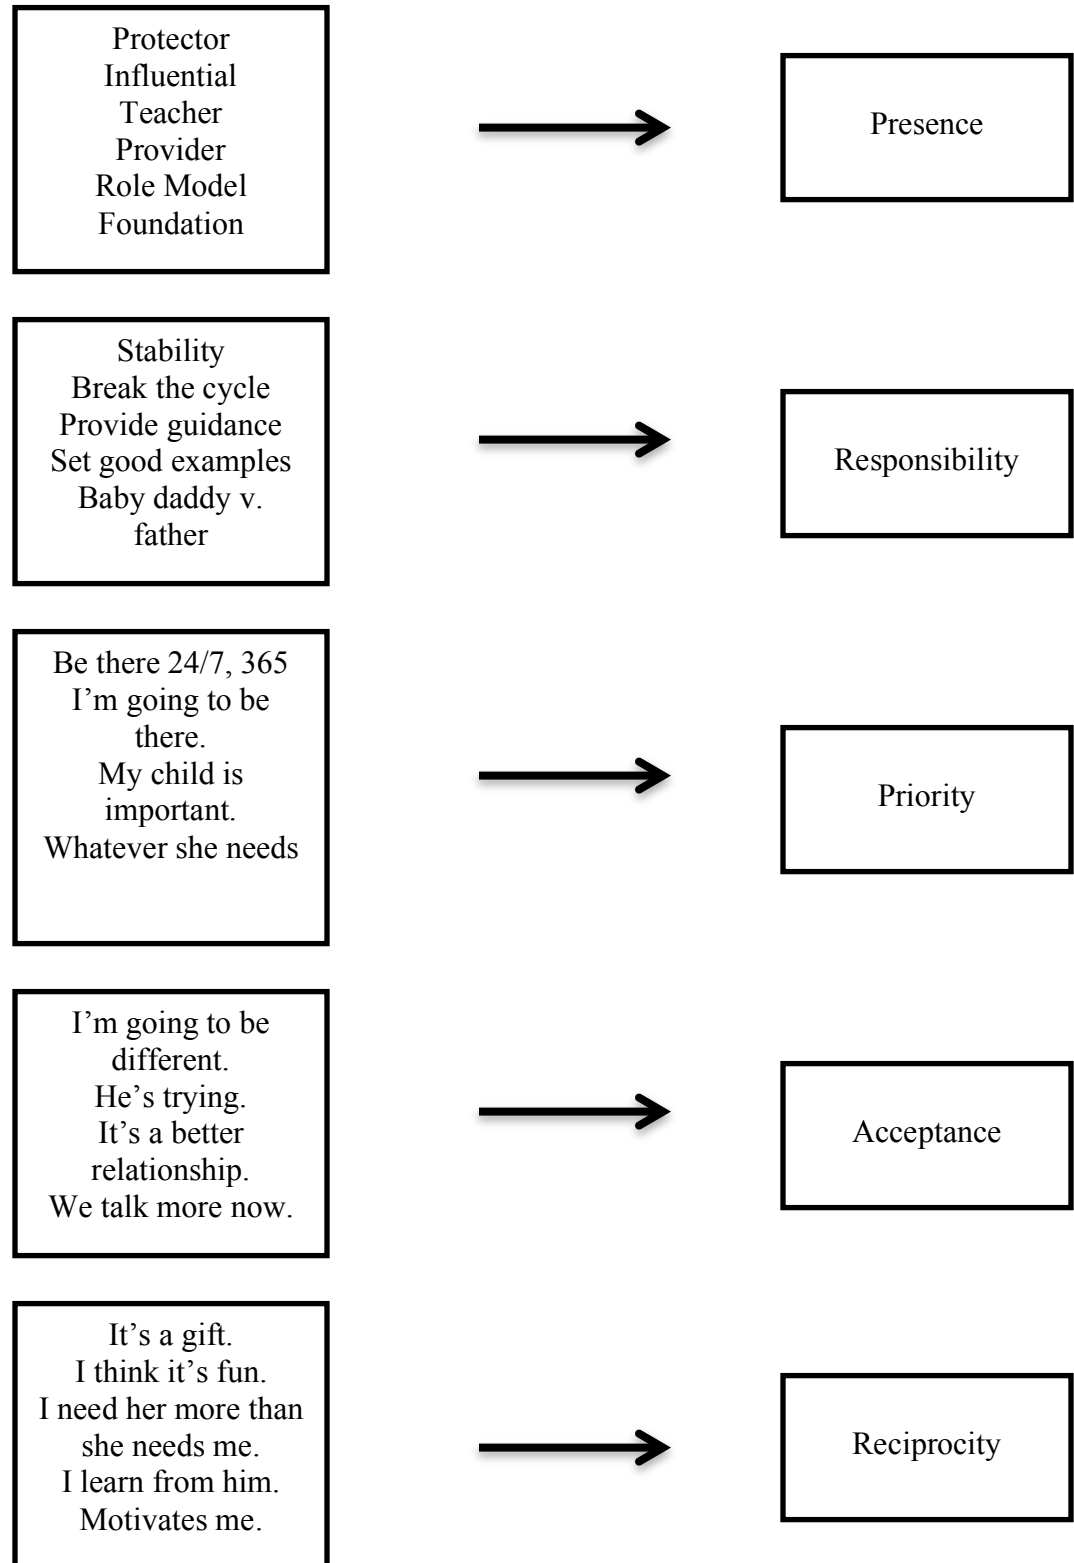 Protector
Influential
Teacher
Provider
Role Model
Foundation
Presence
Stability
Break the cycle
Provide guidance
Set good examples
Baby daddy v.
father
Responsibility
Be there 24/7, 365
I’m going to be
there.
My child is
important.
Whatever she needs
Priority
I’m going to be
different.
He’s trying.
It’s a better
relationship.
We talk more now.
Acceptance
It’s a gift.
I think it’s fun.
I need her more than
she needs me.
I learn from him.
Motivates me.
Reciprocity